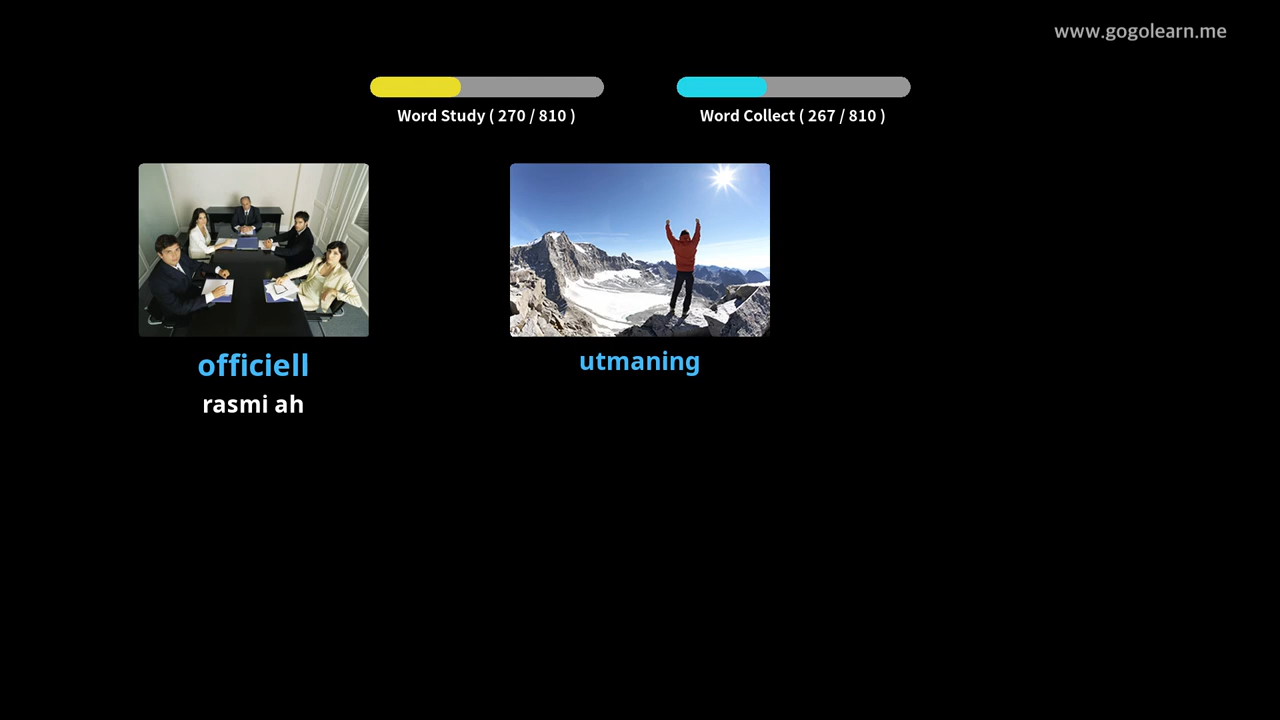 www.gogolearn.me
Word Study ( 270 / 810 )
Word Collect ( 267 / 810 )
officiell
rasmi ah
utmaning